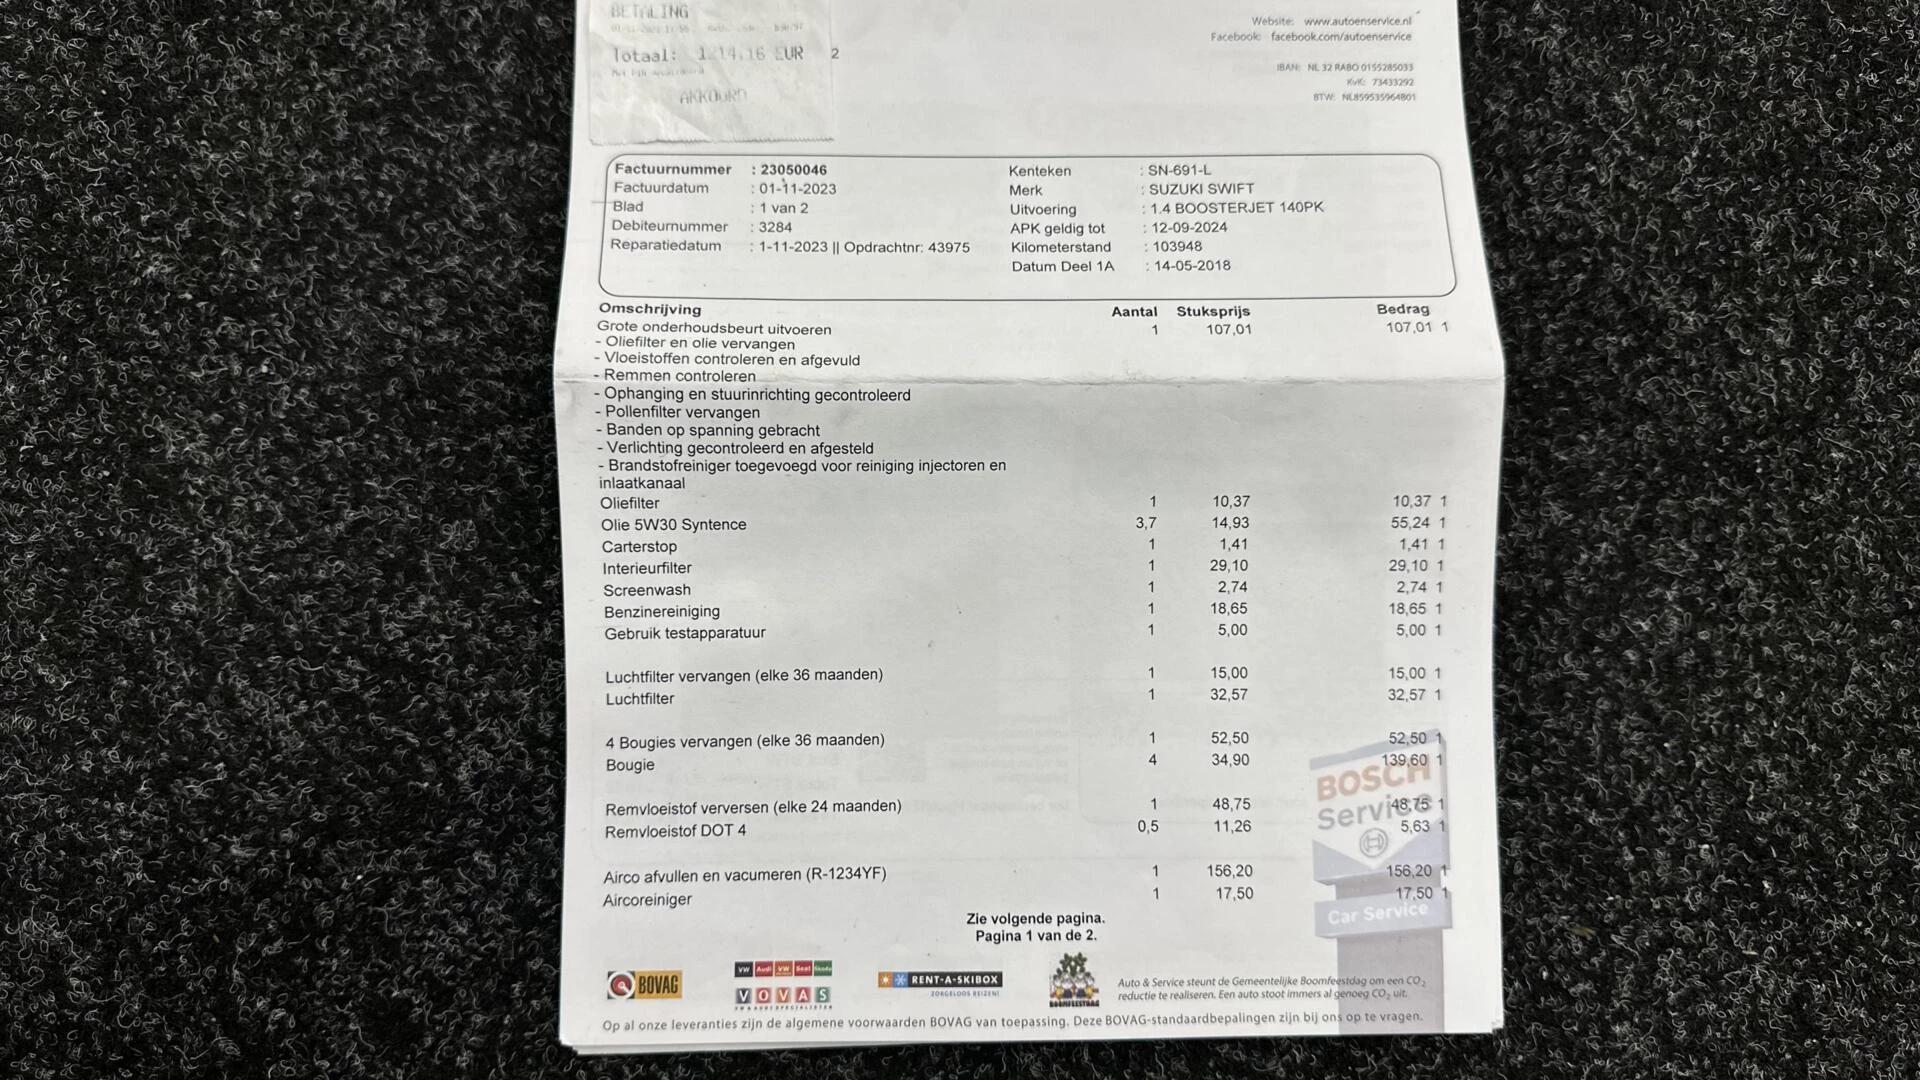 BETALING
Totaal: 1214,16 EUR 2
AKKOORD
Website: www.autoenservice.nl
Facebook: facebook.com/autoenservice
IBAN: NL 32 RABO 0155285033
KvK: 73433292
BTW: NL859535964B01
Factuurnummer : 23050046
Factuurdatum : 01-11-2023
Blad : 1 van 2
Debiteurnummer : 3284
Reparatiedatum : 1-11-2023 || Opdrachtnr: 43975
Kenteken : SN-691-L
Merk : SUZUKI SWIFT
Uitvoering : 1.4 BOOSTERJET 140PK
APK geldig tot : 12-09-2024
Kilometerstand : 103948
Datum Deel 1A : 14-05-2018
Omschrijving Aantal Stuksprijs Bedrag
Grote onderhoudsbeurt uitvoeren 1 107,01 107,01 1
- Oliefilter en olie vervangen
- Vloeistoffen controleren en afgevuld
- Remmen controleren
- Ophanging en stuurinrichting gecontroleerd
- Pollenfilter vervangen
- Banden op spanning gebracht
- Verlichting gecontroleerd en afgesteld
- Brandstofreiniger toegevoegd voor reiniging injectoren en
inlaatkanaal
Oliefilter 1 10,37 10,37 1
Olie 5W30 Syntence 3,7 14,93 55,24 1
Carterstop 1 1,41 1,41 1
Interieurfilter 1 29,10 29,10 1
Screenwash 1 2,74 2,74 1
Benzinereiniging 1 18,65 18,65 1
Gebruik testapparatuur 1 5,00 5,00 1
Luchtfilter vervangen (elke 36 maanden) 1 15,00 15,00 1
Luchtfilter 1 32,57 32,57 1
4 Bougies vervangen (elke 36 maanden) 1 52,50 52,50 1
Bougie 4 34,90 139,60 1
Remvloeistof verversen (elke 24 maanden) 1 48,75 48,75 1
Remvloeistof DOT 4 0,5 11,26 5,63 1
Airco afvullen en vacumeren (R-1234YF) 1 156,20 156,20 1
Aircoreiniger 1 17,50 17,50 1
BOSCH
Service
Car Service
Zie volgende pagina.
Pagina 1 van de 2.
BOVAG
VW Audi VW Seat Skoda
VOVAS
RENT-A-SKIBOX
ZORGELOOS REIZEN!
BOOMFEESTDAG
Auto & Service steunt de Gemeentelijke Boomfeestdag om een CO2
reductie te realiseren. Een auto stoot immers al genoeg CO2 uit.
Op al onze leveranties zijn de algemene voorwaarden BOVAG van toepassing. Deze BOVAG-standaardbepalingen zijn bij ons op te vragen.